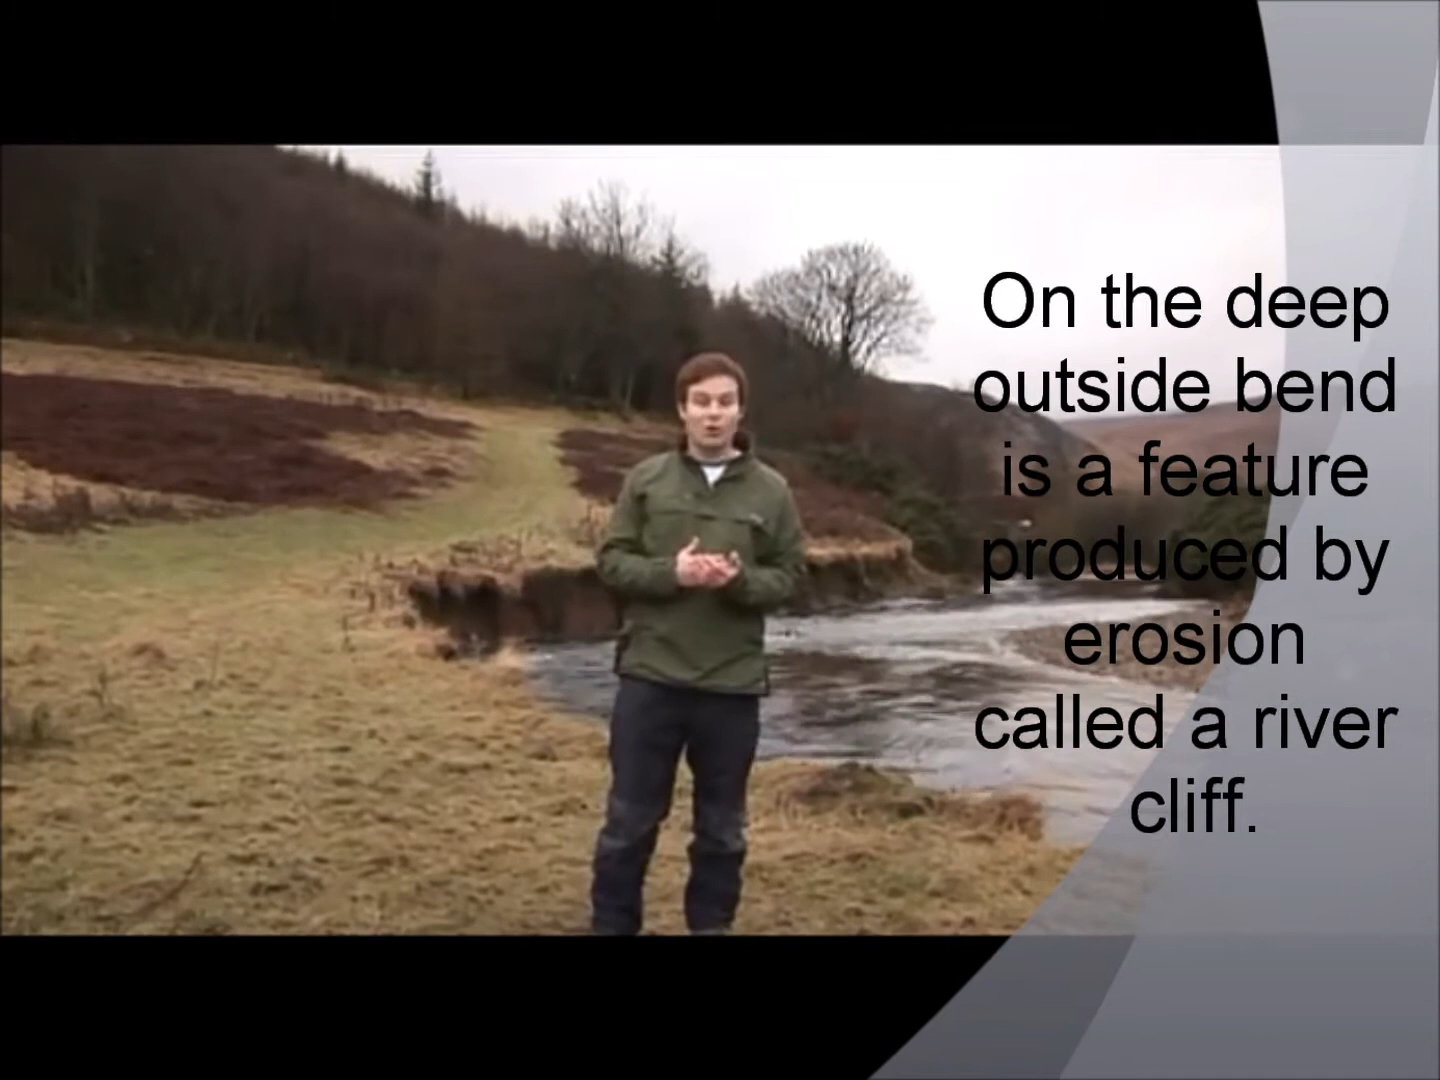 On the deep
outside bend
is a feature
produced by
erosion
called a river
cliff.